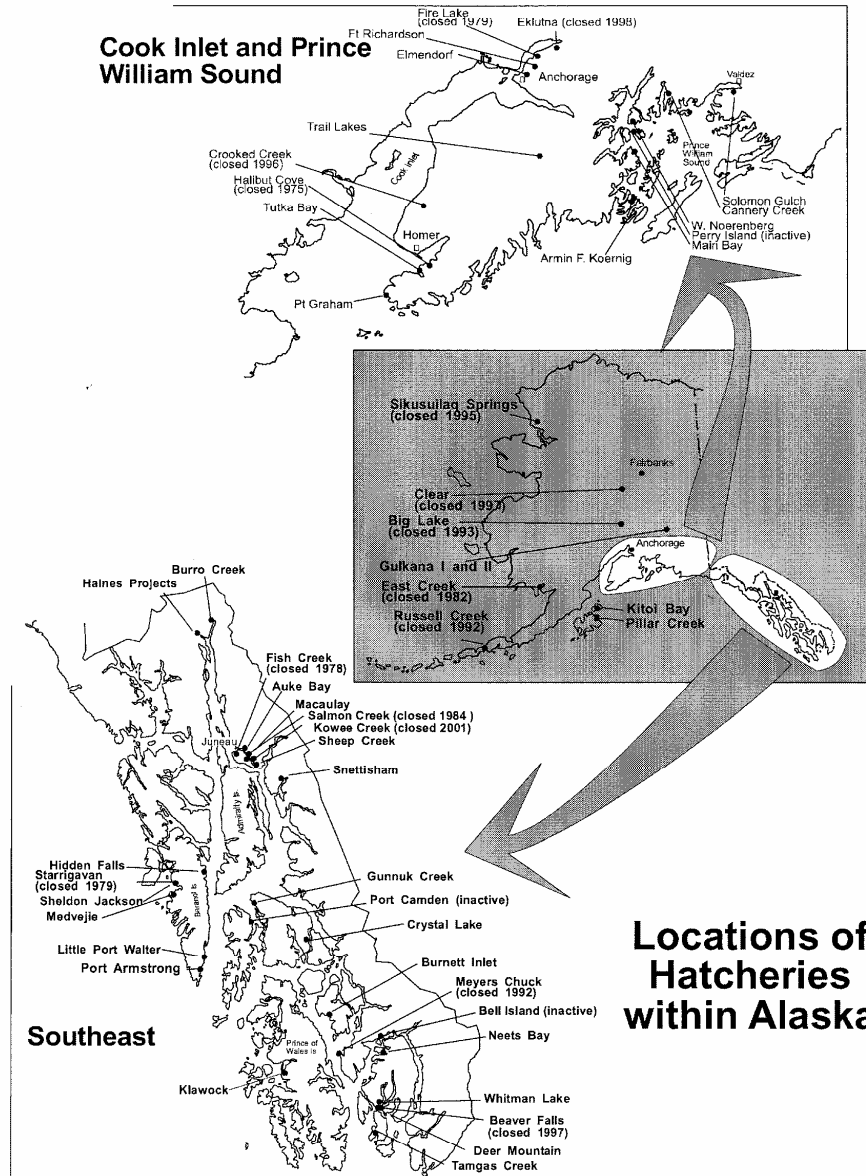 Cook Inlet and Prince
William Sound
Fire Lake
(closed 1979)
Eklutna (closed 1998)
Ft Richardson
Elmendorf
Anchorage
Valdez
Trail Lakes
Cook Inlet
Prince
William
Sound
Crooked Creek
(closed 1996)
Halibut Cove
(closed 1975)
Tutka Bay
Homer
Solomon Gulch
Cannery Creek
W. Noerenberg
Perry Island (inactive)
Main Bay
Armin F. Koernig
Pt Graham
Sikusuilaq Springs
(closed 1995)
Fairbanks
Clear
(closed 1997)
Big Lake
(closed 1993)
Anchorage
Gulkana I and II
East Creek
(closed 1982)
Russell Creek
(closed 1992)
Kitoi Bay
Pillar Creek
Burro Creek
Haines Projects
Fish Creek
(closed 1978)
Auke Bay
Macaulay
Salmon Creek (closed 1984 )
Kowee Creek (closed 2001)
Juneau
Sheep Creek
Snettisham
Admiralty Is
Hidden Falls
Starrigavan
(closed 1979)
Sheldon Jackson
Medvejie
Baranof Is
Gunnuk Creek
Port Camden (inactive)
Crystal Lake
Little Port Walter
Port Armstrong
Burnett Inlet
Meyers Chuck
(closed 1992)
Bell Island (inactive)
Neets Bay
Southeast
Prince of
Wales Is
Klawock
Whitman Lake
Beaver Falls
(closed 1997)
Deer Mountain
Tamgas Creek
Locations of
Hatcheries
within Alaska